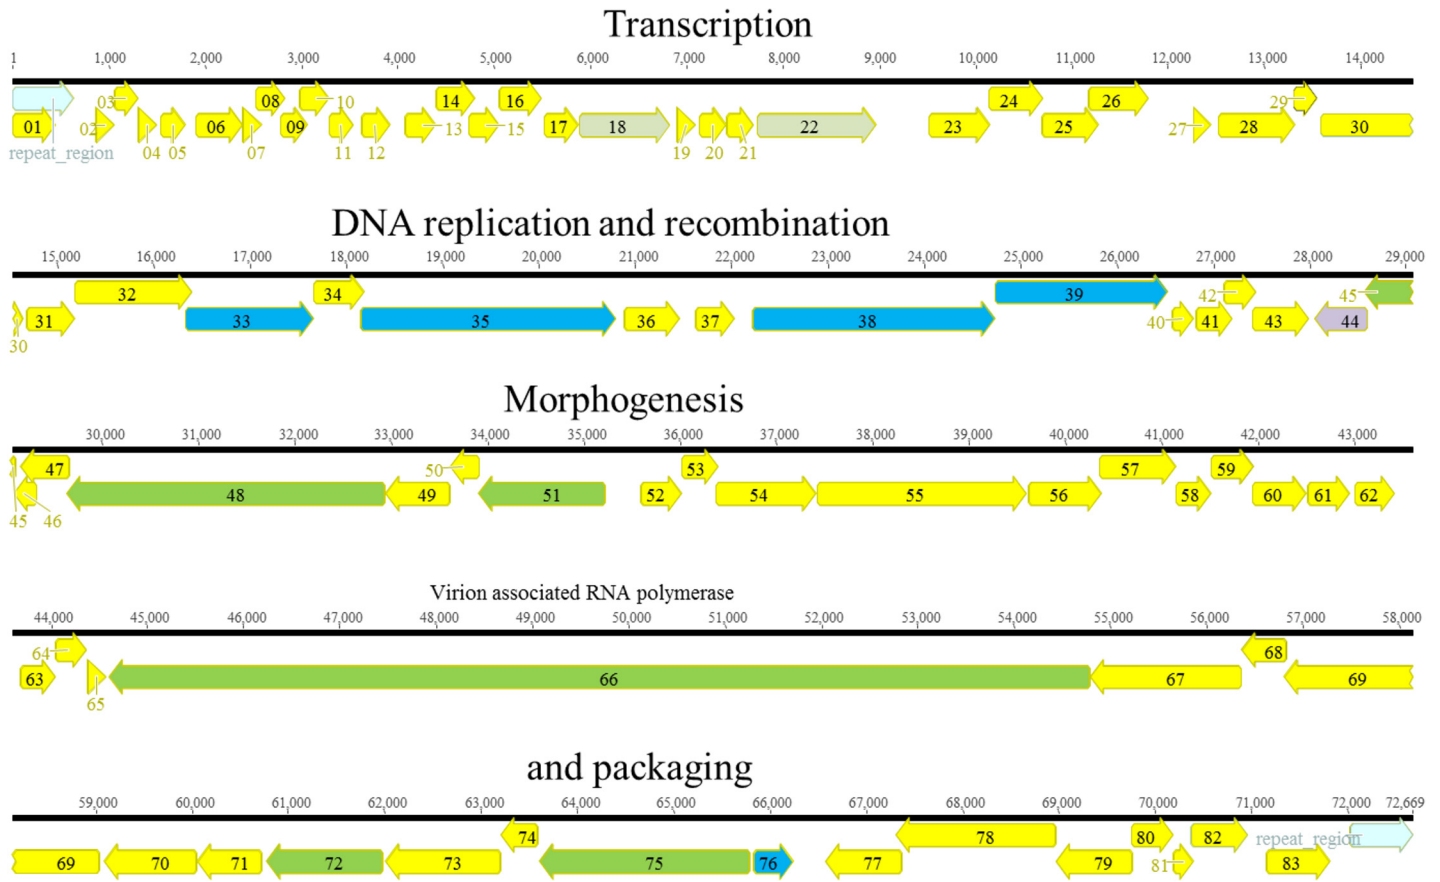 Transcription
1 1,000 2,000 3,000 4,000 5,000 6,000 7,000 8,000 9,000 10,000 11,000 12,000 13,000 14,000
03 08 10 14 16 24 26 29
01 02 04 05 06 07 09 11 12 13 15 17 18 19 20 21 22 23 25 27 28 30
repeat_region
DNA replication and recombination
15,000 16,000 17,000 18,000 19,000 20,000 21,000 22,000 23,000 24,000 25,000 26,000 27,000 28,000 29,000
32 34 39 42 45
30 31 33 35 36 37 38 40 41 43 44
Morphogenesis
30,000 31,000 32,000 33,000 34,000 35,000 36,000 37,000 38,000 39,000 40,000 41,000 42,000 43,000
47 50 53 57 59
45 46 48 49 51 52 54 55 56 58 60 61 62
Virion associated RNA polymerase
44,000 45,000 46,000 47,000 48,000 49,000 50,000 51,000 52,000 53,000 54,000 55,000 56,000 57,000 58,000
64 68
63 65 66 67 69
and packaging
59,000 60,000 61,000 62,000 63,000 64,000 65,000 66,000 67,000 68,000 69,000 70,000 71,000 72,000 72,669
74 78 80 82 repeat_region
69 70 71 72 73 75 76 77 79 81 83